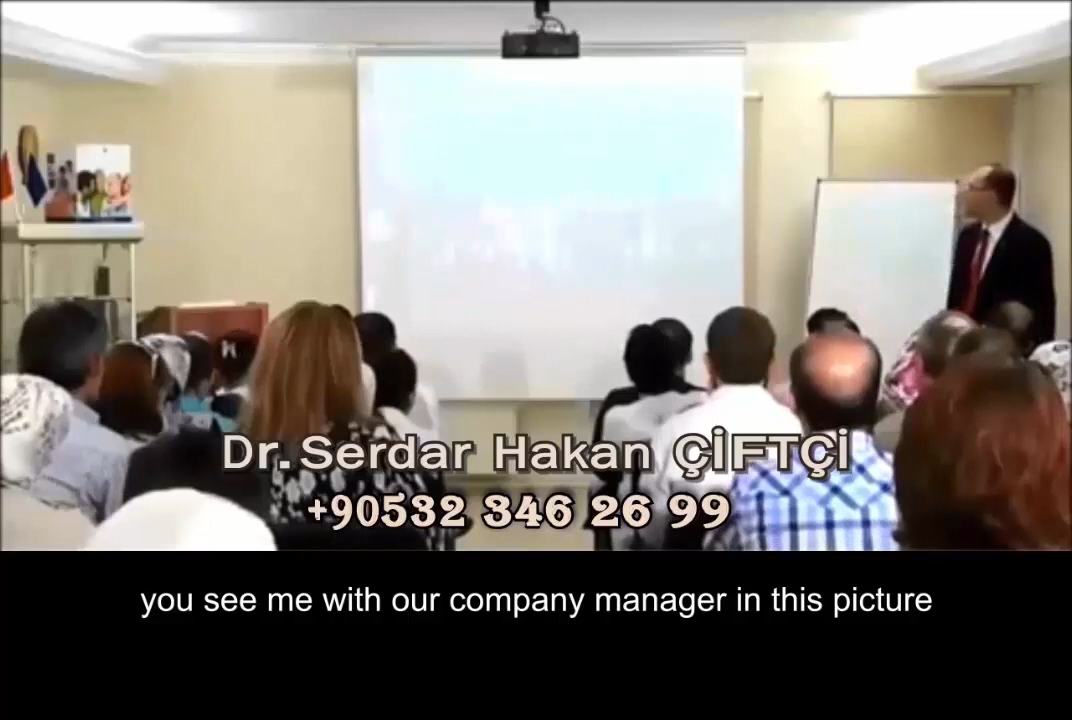 Dr. Serdar Hakan ÇİFTÇİ
+90532 346 26 99
you see me with our company manager in this picture